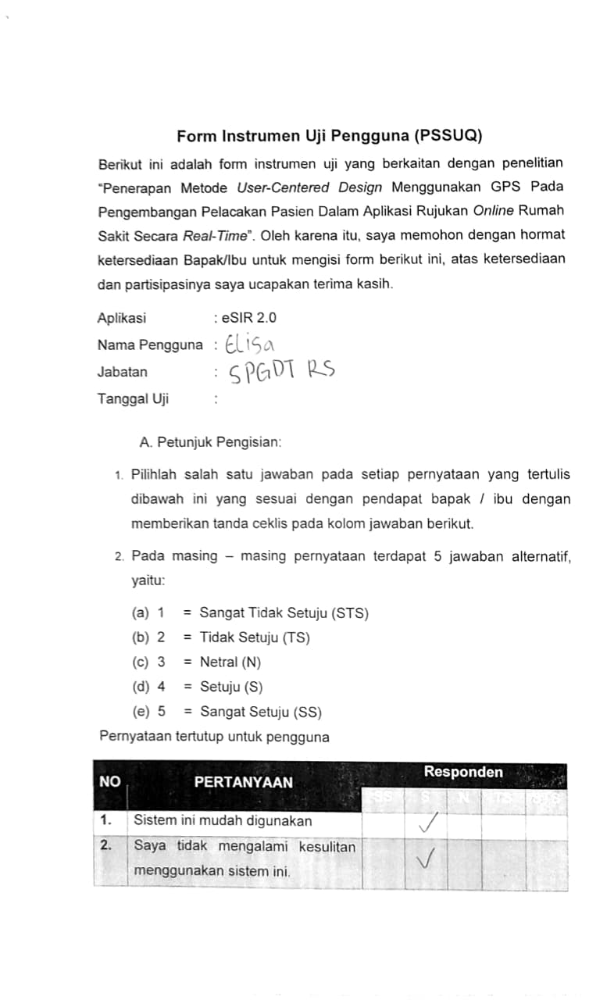 Form Instrumen Uji Pengguna (PSSUQ)
Berikut ini adalah form instrumen uji yang berkaitan dengan penelitian
"Penerapan Metode User-Centered Design Menggunakan GPS Pada
Pengembangan Pelacakan Pasien Dalam Aplikasi Rujukan Online Rumah
Sakit Secara Real-Time". Oleh karena itu, saya memohon dengan hormat
ketersediaan Bapak/Ibu untuk mengisi form berikut ini, atas ketersediaan
dan partisipasinya saya ucapakan terima kasih.
Aplikasi : eSIR 2.0
Nama Pengguna : Elisa
Jabatan : SPGDT RS
Tanggal Uji :
A. Petunjuk Pengisian:
1. Pilihlah salah satu jawaban pada setiap pernyataan yang tertulis
dibawah ini yang sesuai dengan pendapat bapak / ibu dengan
memberikan tanda ceklis pada kolom jawaban berikut.
2. Pada masing – masing pernyataan terdapat 5 jawaban alternatif,
yaitu:
(a) 1 = Sangat Tidak Setuju (STS)
(b) 2 = Tidak Setuju (TS)
(c) 3 = Netral (N)
(d) 4 = Setuju (S)
(e) 5 = Sangat Setuju (SS)
Pernyataan tertutup untuk pengguna
NO PERTANYAAN Responden
SS S N TS STS
1. Sistem ini mudah digunakan ✓
2. Saya tidak mengalami kesulitan ✓
menggunakan sistem ini.